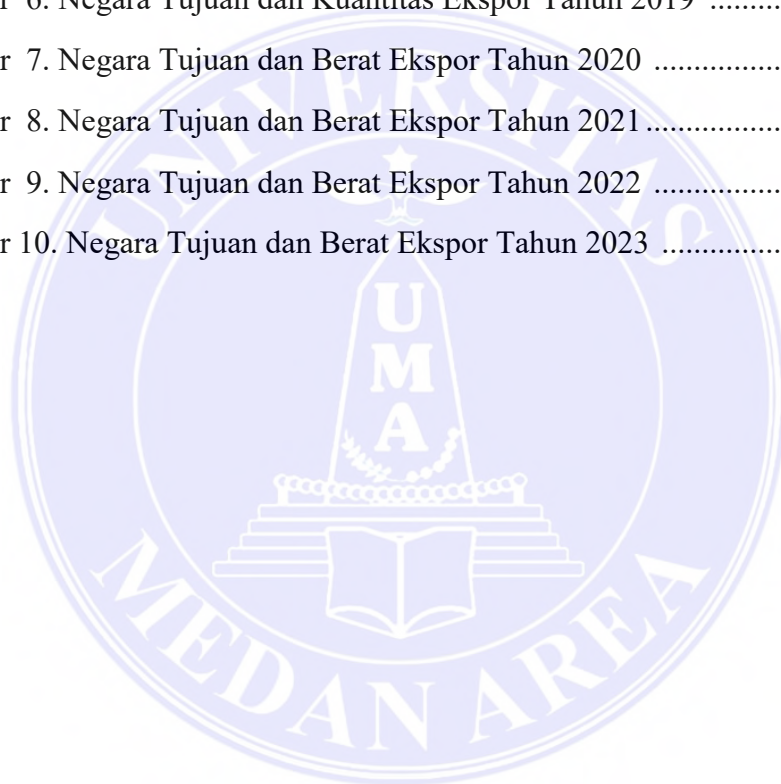 r 6. Negara Tujuan dan Kuantitas Ekspor Tahun 2019 ........
r 7. Negara Tujuan dan Berat Ekspor Tahun 2020 ...............
r 8. Negara Tujuan dan Berat Ekspor Tahun 2021................
r 9. Negara Tujuan dan Berat Ekspor Tahun 2022 ...............
r 10. Negara Tujuan dan Berat Ekspor Tahun 2023 ..............
UNIVERSITAS
U
M
A
MEDAN AREA